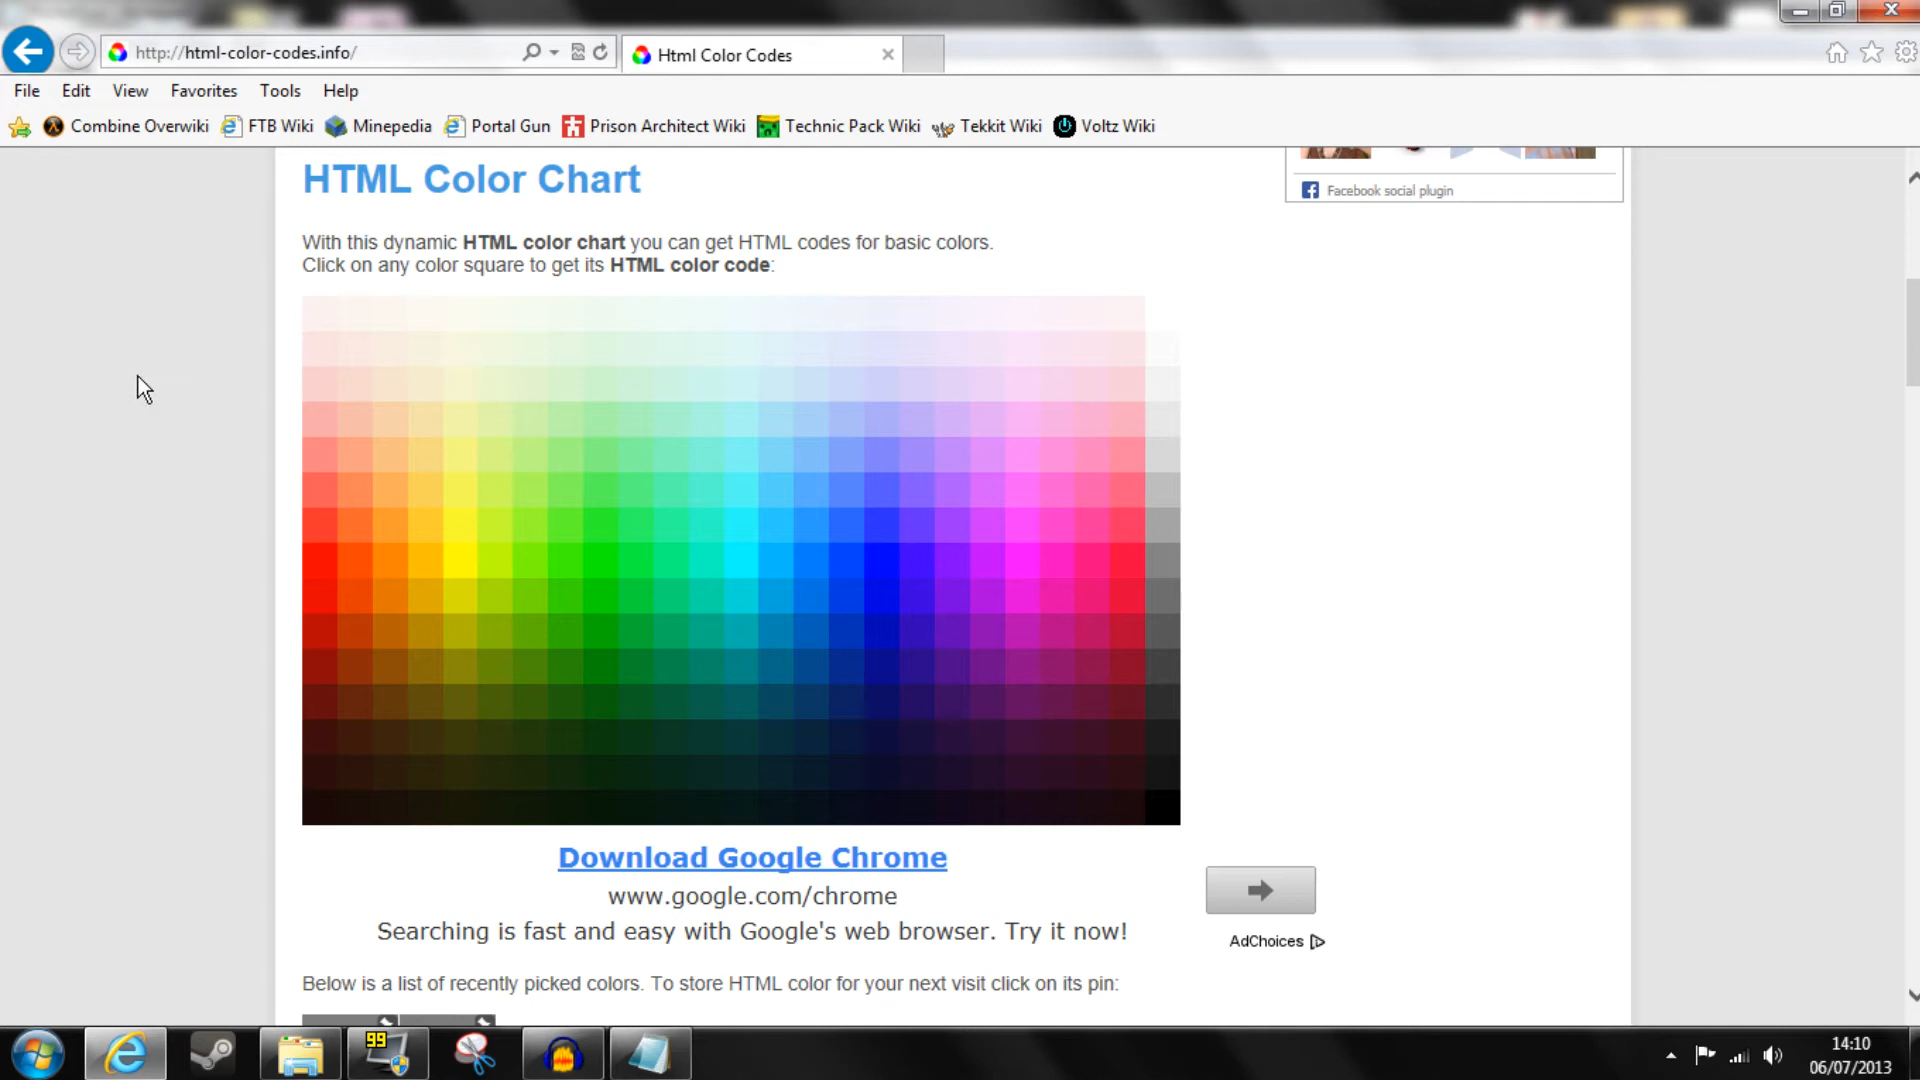 http://html-color-codes.info/
Html Color Codes
File Edit View Favorites Tools Help
Combine Overwiki FTB Wiki Minepedia Portal Gun Prison Architect Wiki Technic Pack Wiki Tekkit Wiki Voltz Wiki
HTML Color Chart
Facebook social plugin
With this dynamic HTML color chart you can get HTML codes for basic colors.
Click on any color square to get its HTML color code:
Download Google Chrome
www.google.com/chrome
Searching is fast and easy with Google's web browser. Try it now!
AdChoices
Below is a list of recently picked colors. To store HTML color for your next visit click on its pin:
99
14:10
06/07/2013